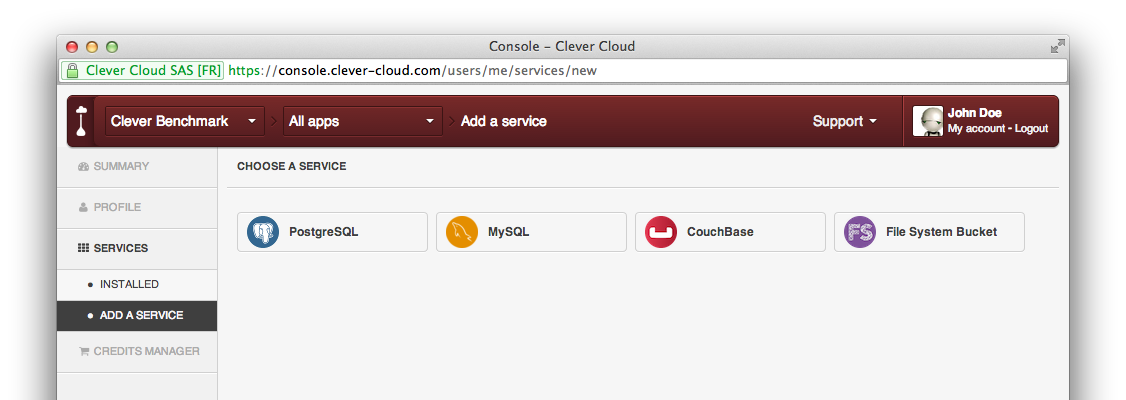 Console – Clever Cloud
Clever Cloud SAS [FR] https://console.clever-cloud.com/users/me/services/new
Clever Benchmark All apps Add a service Support John Doe
My account - Logout
SUMMARY
CHOOSE A SERVICE
PROFILE
SERVICES
PostgreSQL MySQL CouchBase FS File System Bucket
INSTALLED
ADD A SERVICE
CREDITS MANAGER